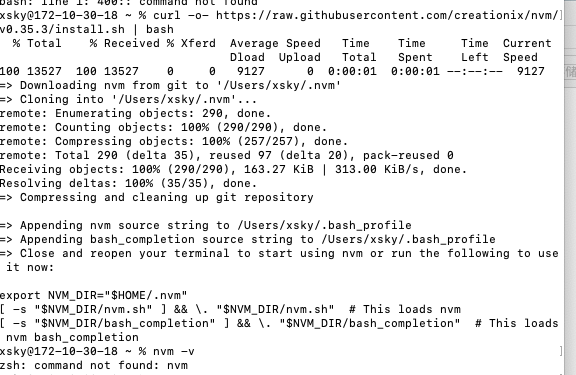 bash: line 1: 400:: command not found
xsky@172-10-30-18 ~ % curl -o- https://raw.githubusercontent.com/creationix/nvm/
v0.35.3/install.sh | bash
% Total % Received % Xferd Average Speed Time Time Time Current
Dload Upload Total Spent Left Speed
100 13527 100 13527 0 0 9127 0 0:00:01 0:00:01 --:--:-- 9127
=> Downloading nvm from git to '/Users/xsky/.nvm'
=> Cloning into '/Users/xsky/.nvm'...
remote: Enumerating objects: 290, done.
remote: Counting objects: 100% (290/290), done.
remote: Compressing objects: 100% (257/257), done.
remote: Total 290 (delta 35), reused 97 (delta 20), pack-reused 0
Receiving objects: 100% (290/290), 163.27 KiB | 313.00 KiB/s, done.
Resolving deltas: 100% (35/35), done.
=> Compressing and cleaning up git repository
=> Appending nvm source string to /Users/xsky/.bash_profile
=> Appending bash_completion source string to /Users/xsky/.bash_profile
=> Close and reopen your terminal to start using nvm or run the following to use
it now:
export NVM_DIR="$HOME/.nvm"
[ -s "$NVM_DIR/nvm.sh" ] && \. "$NVM_DIR/nvm.sh" # This loads nvm
[ -s "$NVM_DIR/bash_completion" ] && \. "$NVM_DIR/bash_completion" # This loads
nvm bash_completion
xsky@172-10-30-18 ~ % nvm -v
zsh: command not found: nvm